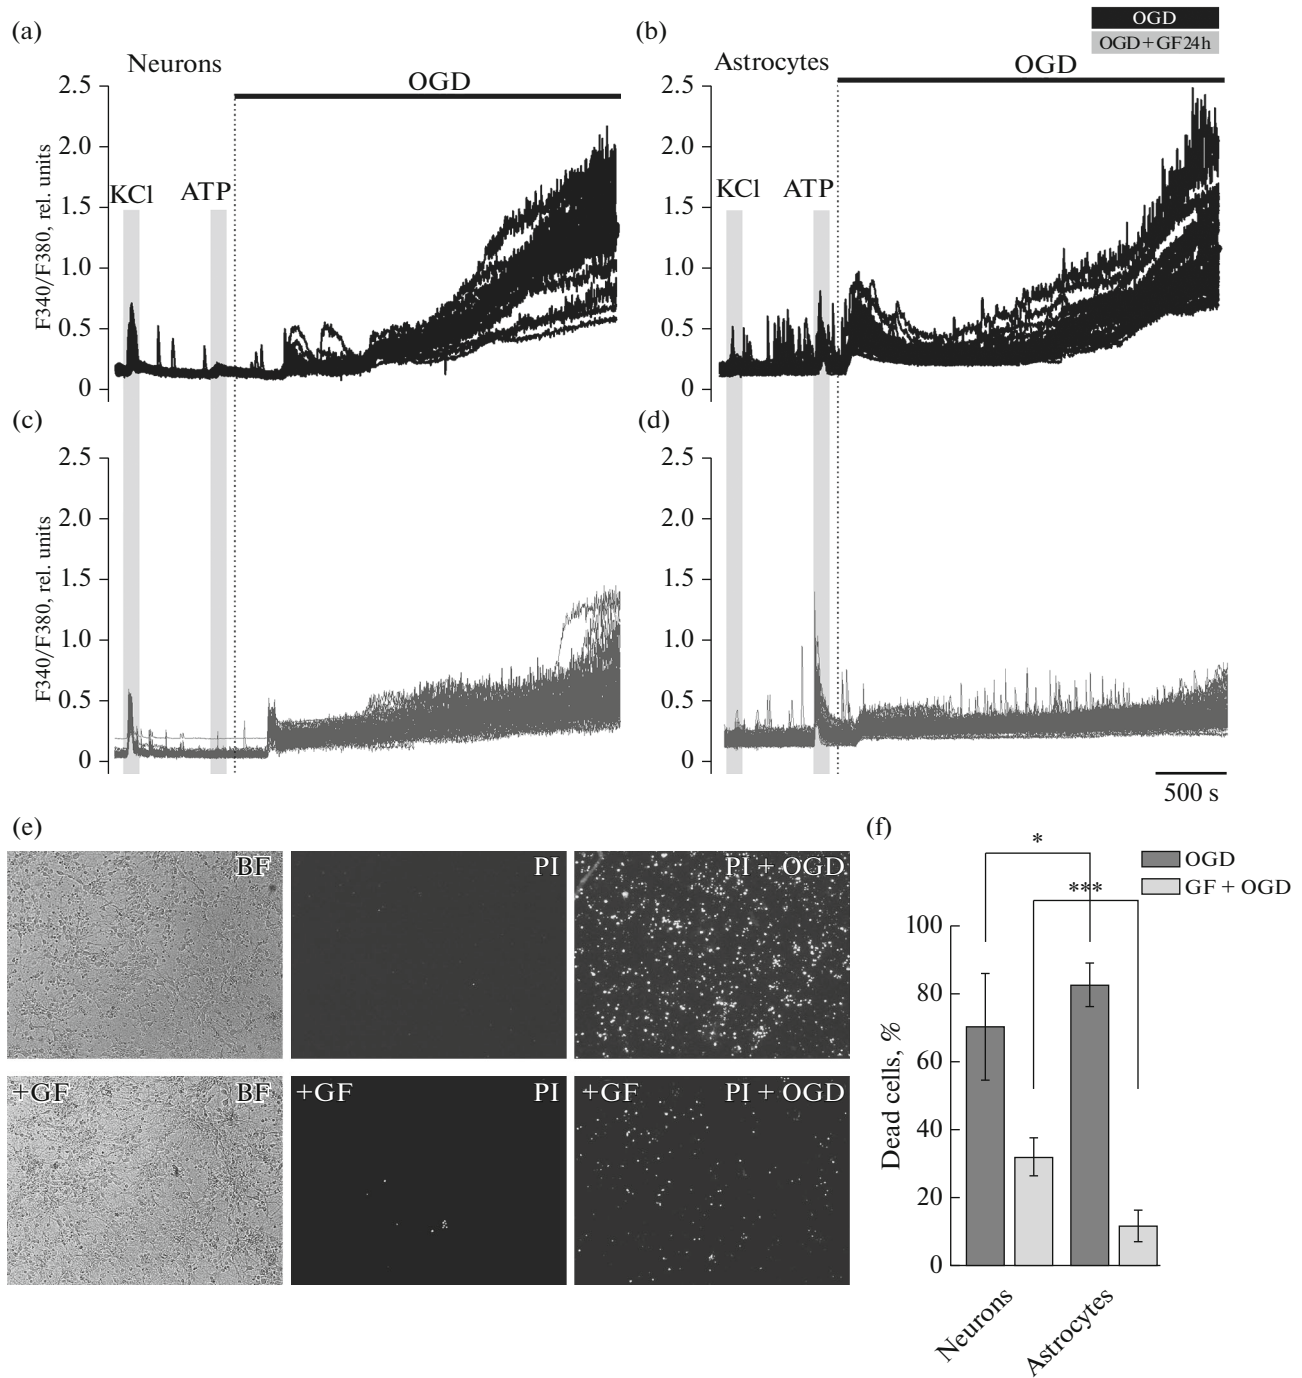 (a)
(b)
OGD
OGD + GF24h
Neurons
OGD
Astrocytes
OGD
F340/F380, rel. units
2.5
2.0
1.5
1.0
0.5
0
KCl
ATP
2.5
2.0
1.5
1.0
0.5
0
KCl
ATP
(c)
(d)
F340/F380, rel. units
2.5
2.0
1.5
1.0
0.5
0
2.5
2.0
1.5
1.0
0.5
0
500 s
(e)
BF
PI
PI + OGD
+GF
BF
+GF
PI
+GF
PI + OGD
(f)
*
***
OGD
GF + OGD
Dead cells, %
100
80
60
40
20
0
Neurons
Astrocytes